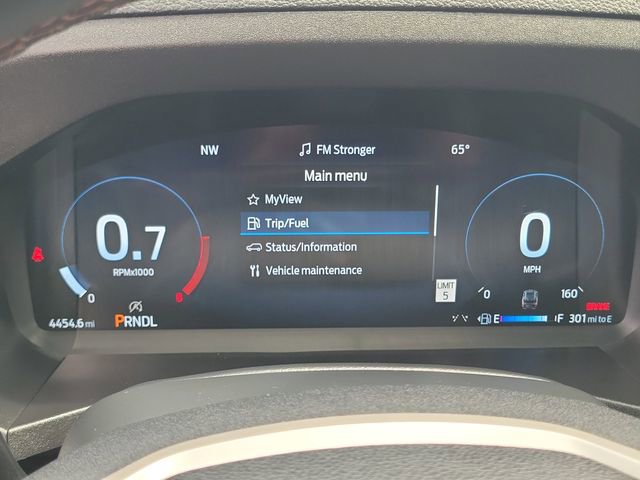 NW
FM Stronger
65°
Main menu
MyView
Trip/Fuel
Status/Information
Vehicle maintenance
0.7
RPMx1000
0
8
0
MPH
0
160
LIMIT
5
BRAKE
4454.6 mi
PRNDL
E
F
301 mi to E